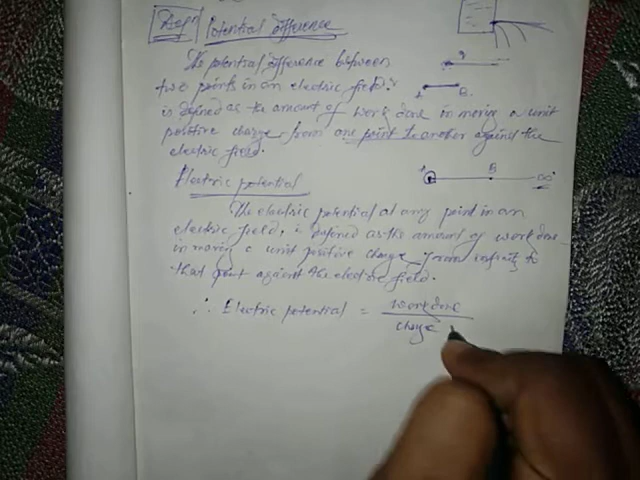 Defn Potential difference
The potential difference between
two points in an electric field.
is defined as the amount of work done in moving a unit
positive charge from one point to another against the
electric field.
A B
Electric potential
B ∞
The electric potential at any point in an
electric field, is defined as the amount of work done
in moving a unit positive charge from infinity to
that point against the electric field.
∴ Electric potential = work done
charge